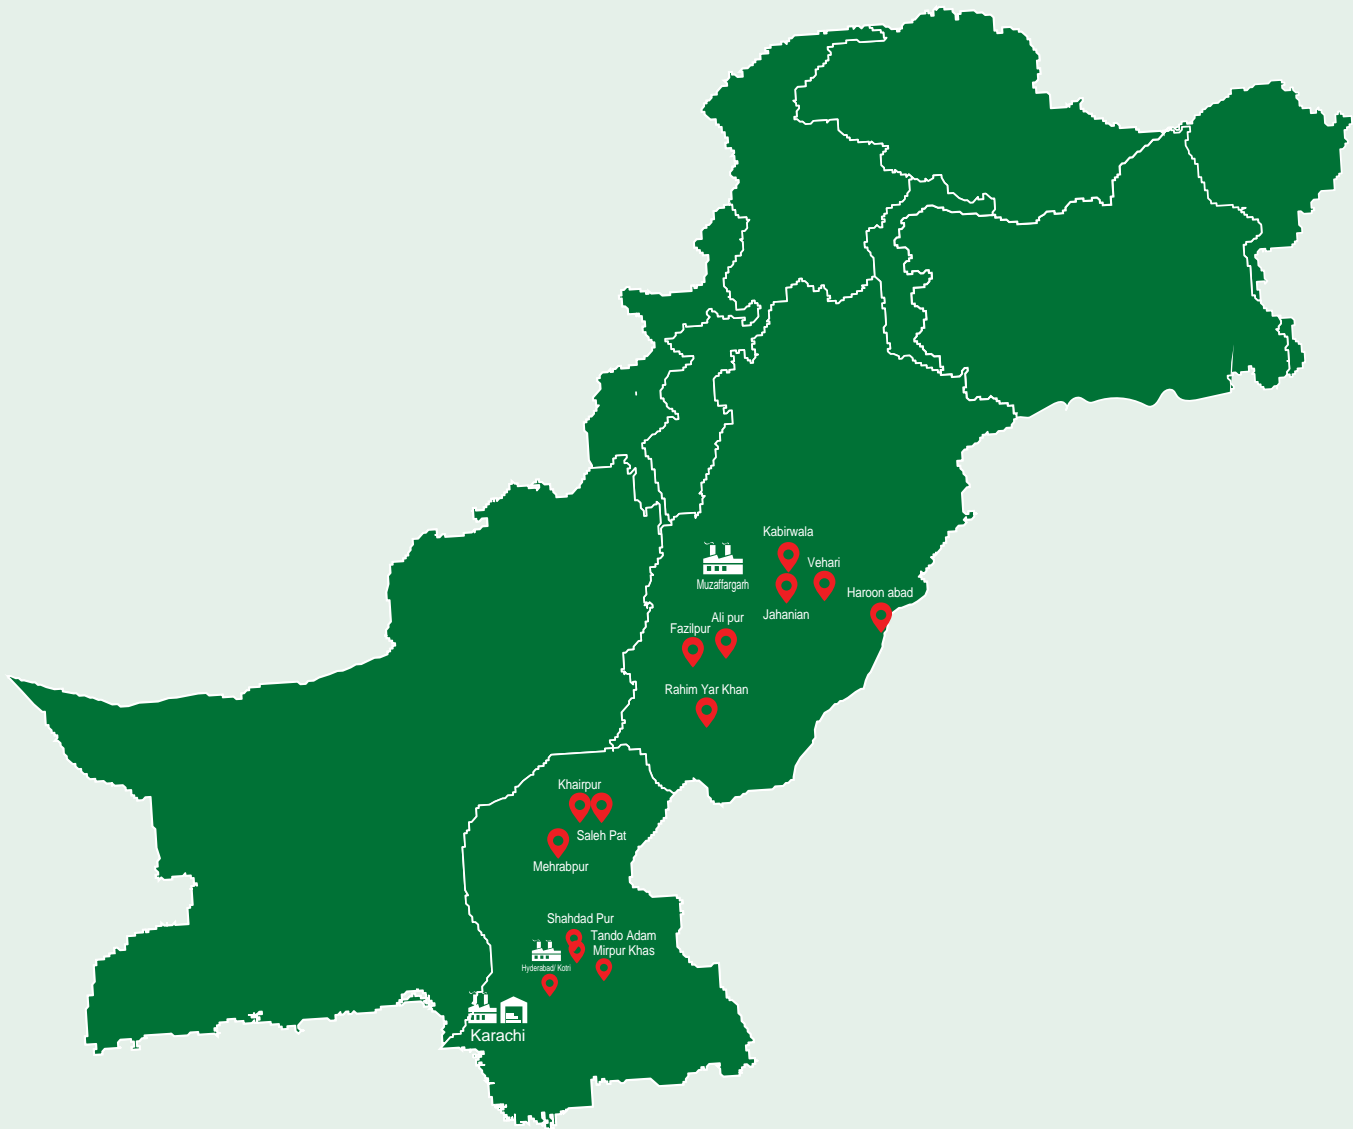 Kabirwala
Vehari
Muzaffargarh
Haroon abad
Jahanian
Ali pur
Fazilpur
Rahim Yar Khan
Khairpur
Saleh Pat
Mehrabpur
Shahdad Pur
Tando Adam
Mirpur Khas
Hyderabad/ Kotri
Karachi